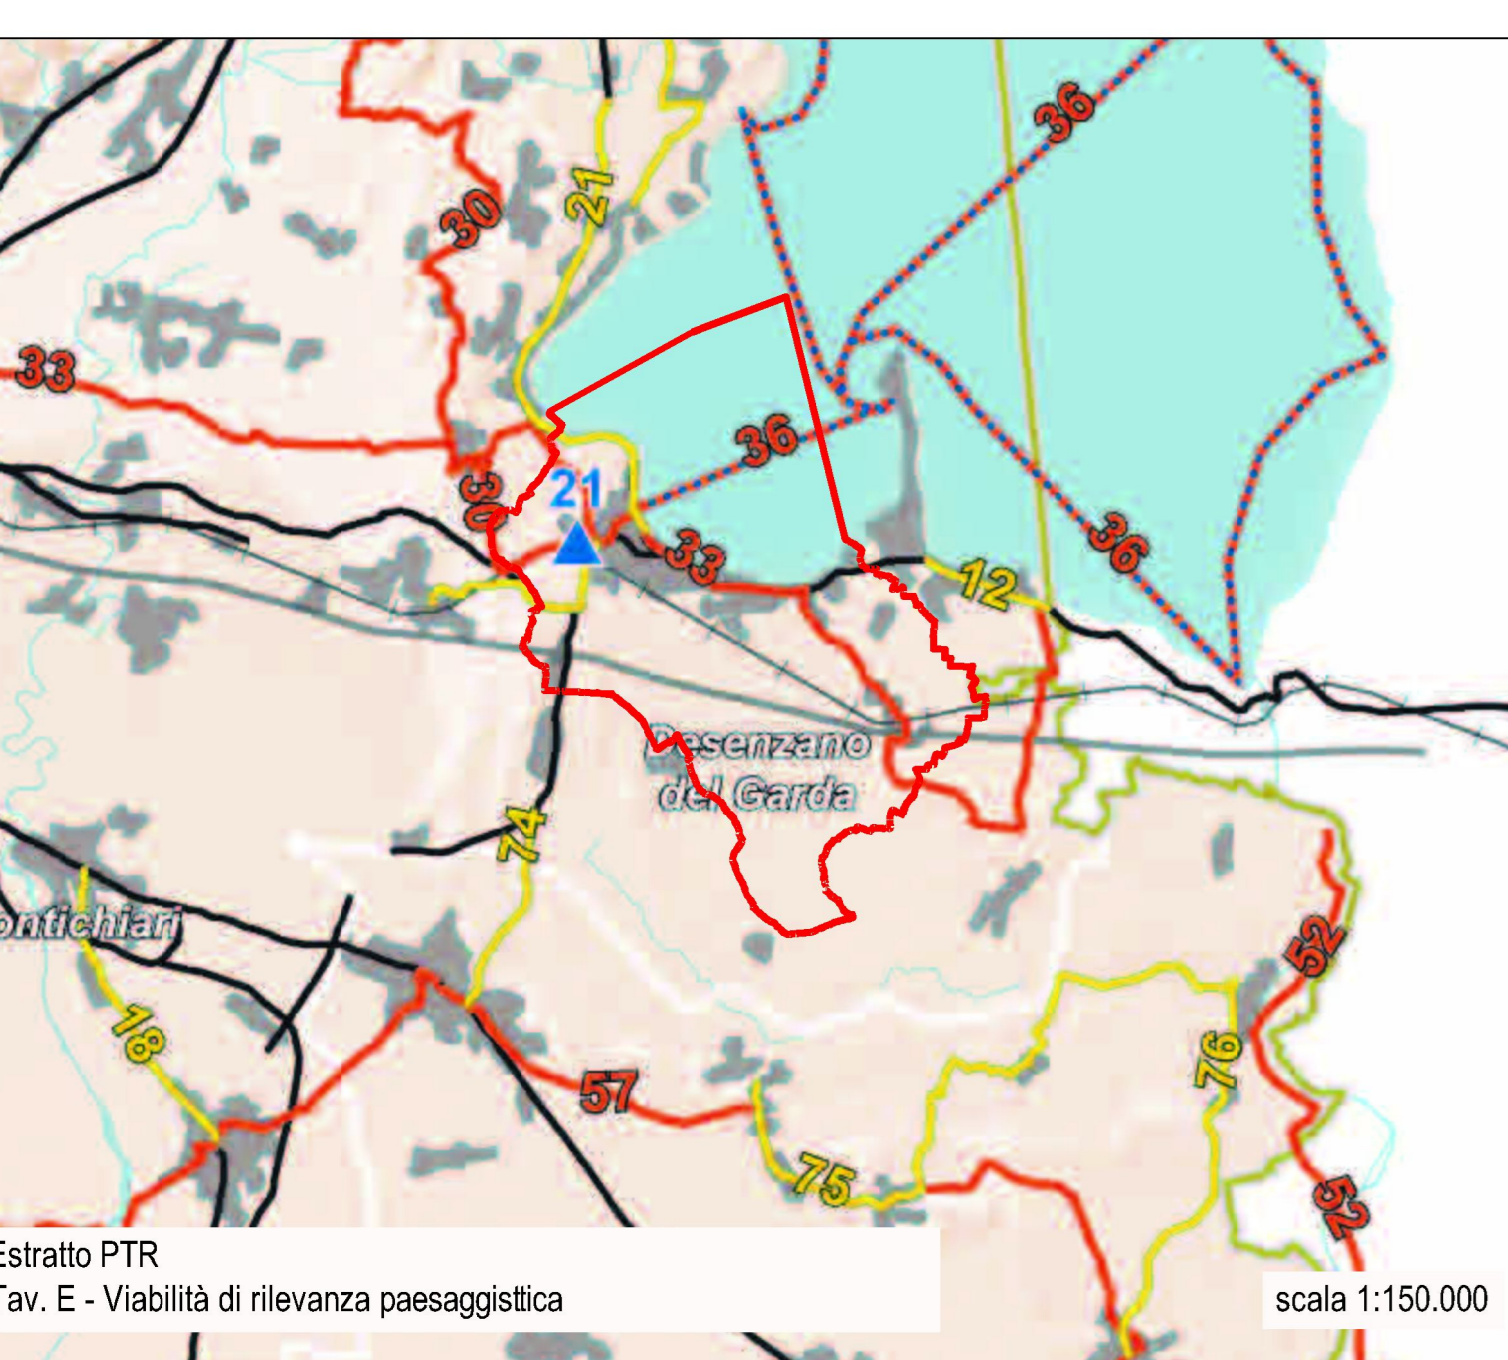 36
21
30
33
36
21
30
33
36
12
Desenzano
del Garda
74
ontichiari
52
18
76
57
75
52
Estratto PTR
Tav. E - Viabilità di rilevanza paesaggisttica
scala 1:150.000